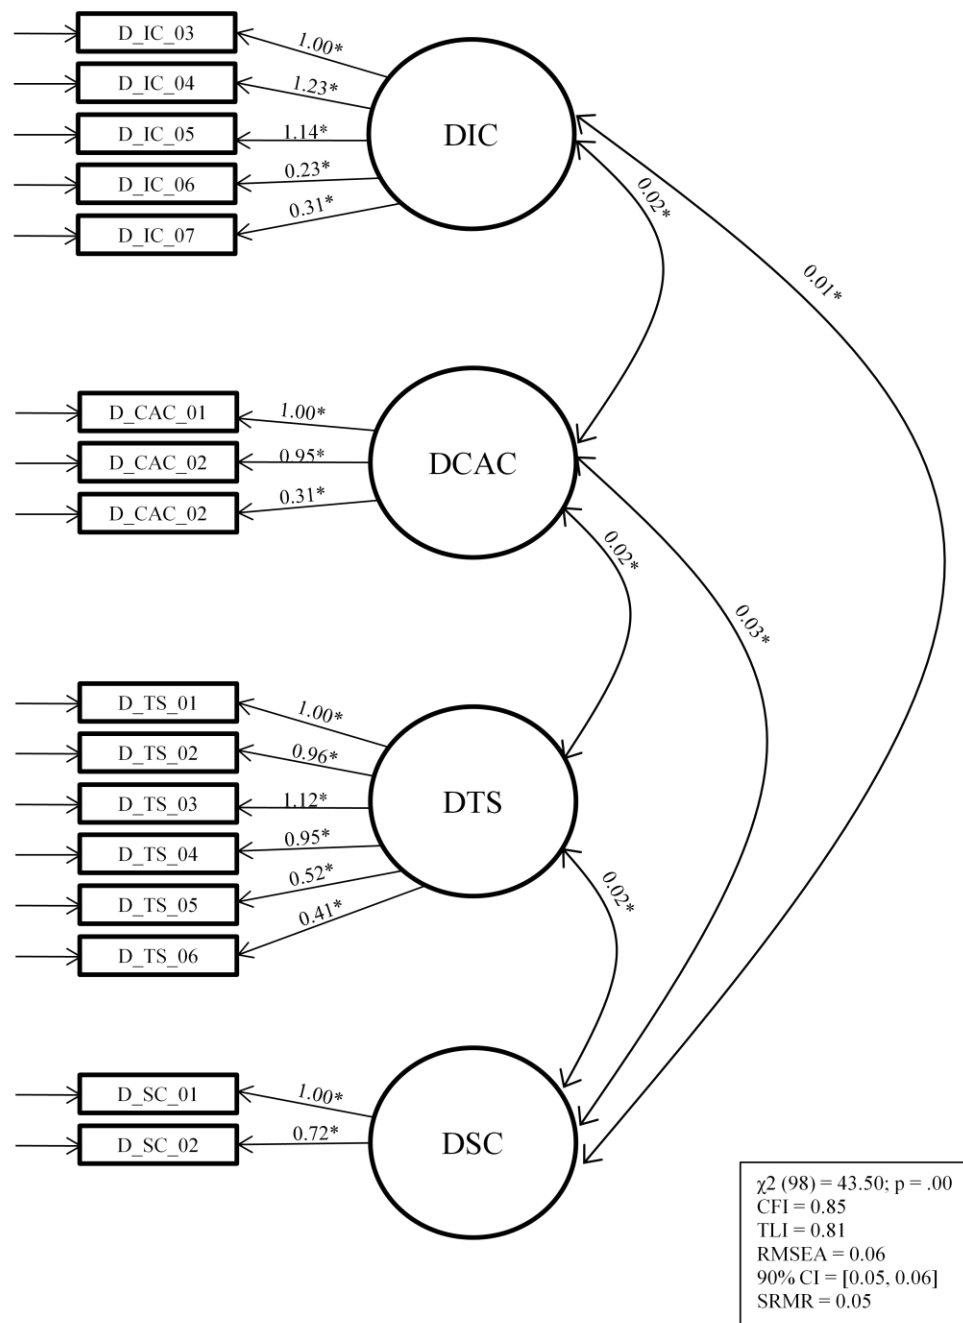 D_IC_03
1.00*
D_IC_04
1.23*
D_IC_05
1.14*
D_IC_06
0.23*
D_IC_07
0.31*
DIC
0.02*
0.01*
D_CAC_01
1.00*
D_CAC_02
0.95*
D_CAC_02
0.31*
DCAC
0.02*
0.03*
D_TS_01
1.00*
D_TS_02
0.96*
D_TS_03
1.12*
D_TS_04
0.95*
D_TS_05
0.52*
D_TS_06
0.41*
DTS
0.02*
D_SC_01
1.00*
D_SC_02
0.72*
DSC
χ2 (98) = 43.50; p = .00
CFI = 0.85
TLI = 0.81
RMSEA = 0.06
90% CI = [0.05, 0.06]
SRMR = 0.05